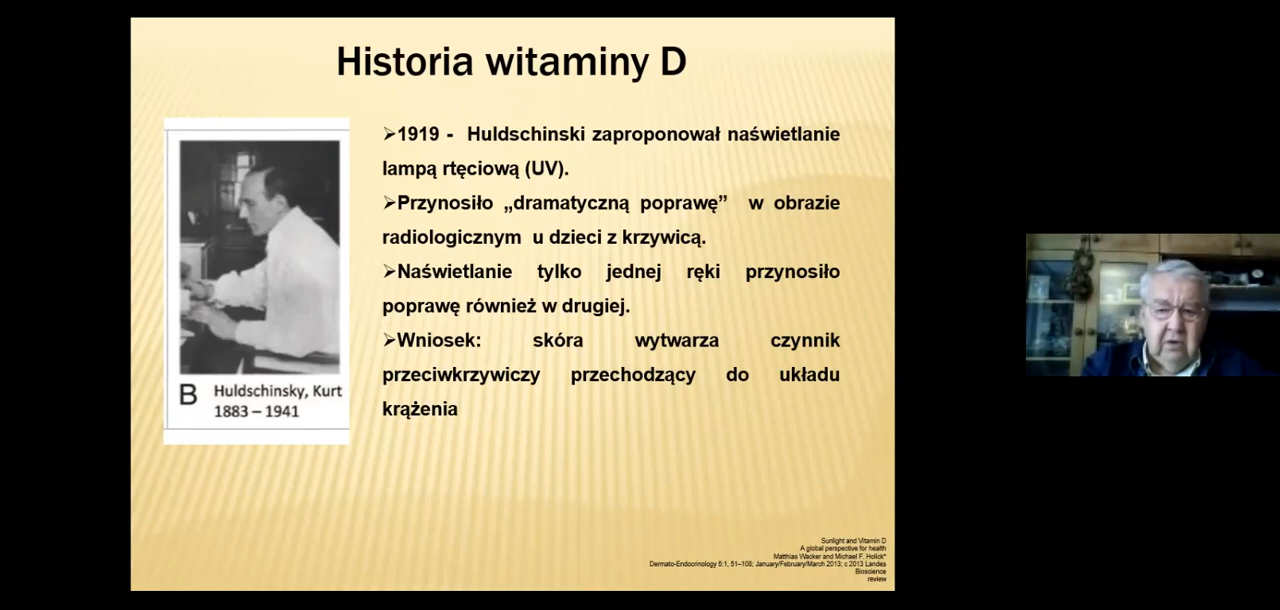 Historia witaminy D
➢1919 - Huldschinski zaproponował naświetlanie
lampą rtęciową (UV).
➢Przynosiło „dramatyczną poprawę” w obrazie
radiologicznym u dzieci z krzywicą.
➢Naświetlanie tylko jednej ręki przynosiło
poprawę również w drugiej.
➢Wniosek: skóra wytwarza czynnik
przeciwkrzywiczy przechodzący do układu
krążenia
B Huldschinsky, Kurt
1883 – 1941
Sunlight and Vitamin D
A global perspective for health
Matthias Wacker and Michael F. Holick*
Dermato-Endocrinology 5:1, 51–108; January/February/March 2013; c 2013 Landes
Bioscience
review